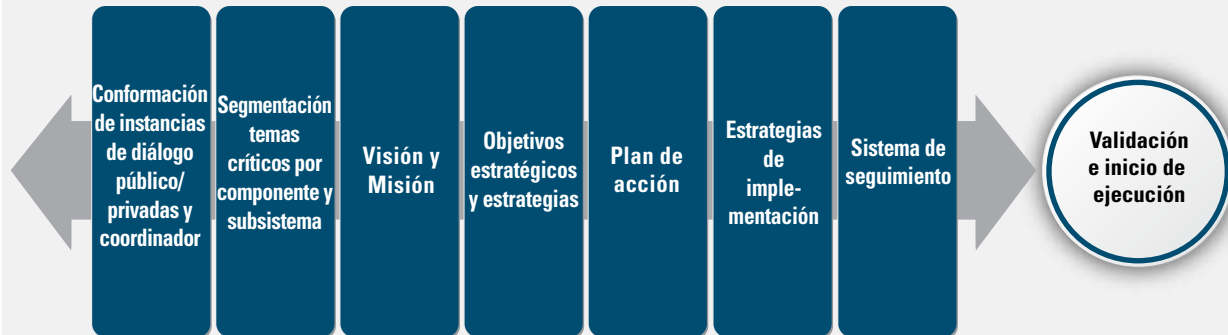 Conformación
de instancias
de diálogo
público/
privadas y
coordinador
Segmentación
temas
críticos por
componente y
subsistema
Visión y
Misión
Objetivos
estratégicos
y estrategias
Plan de
acción
Estrategias
de
imple-
mentación
Sistema de
seguimiento
Validación
e inicio de
ejecución